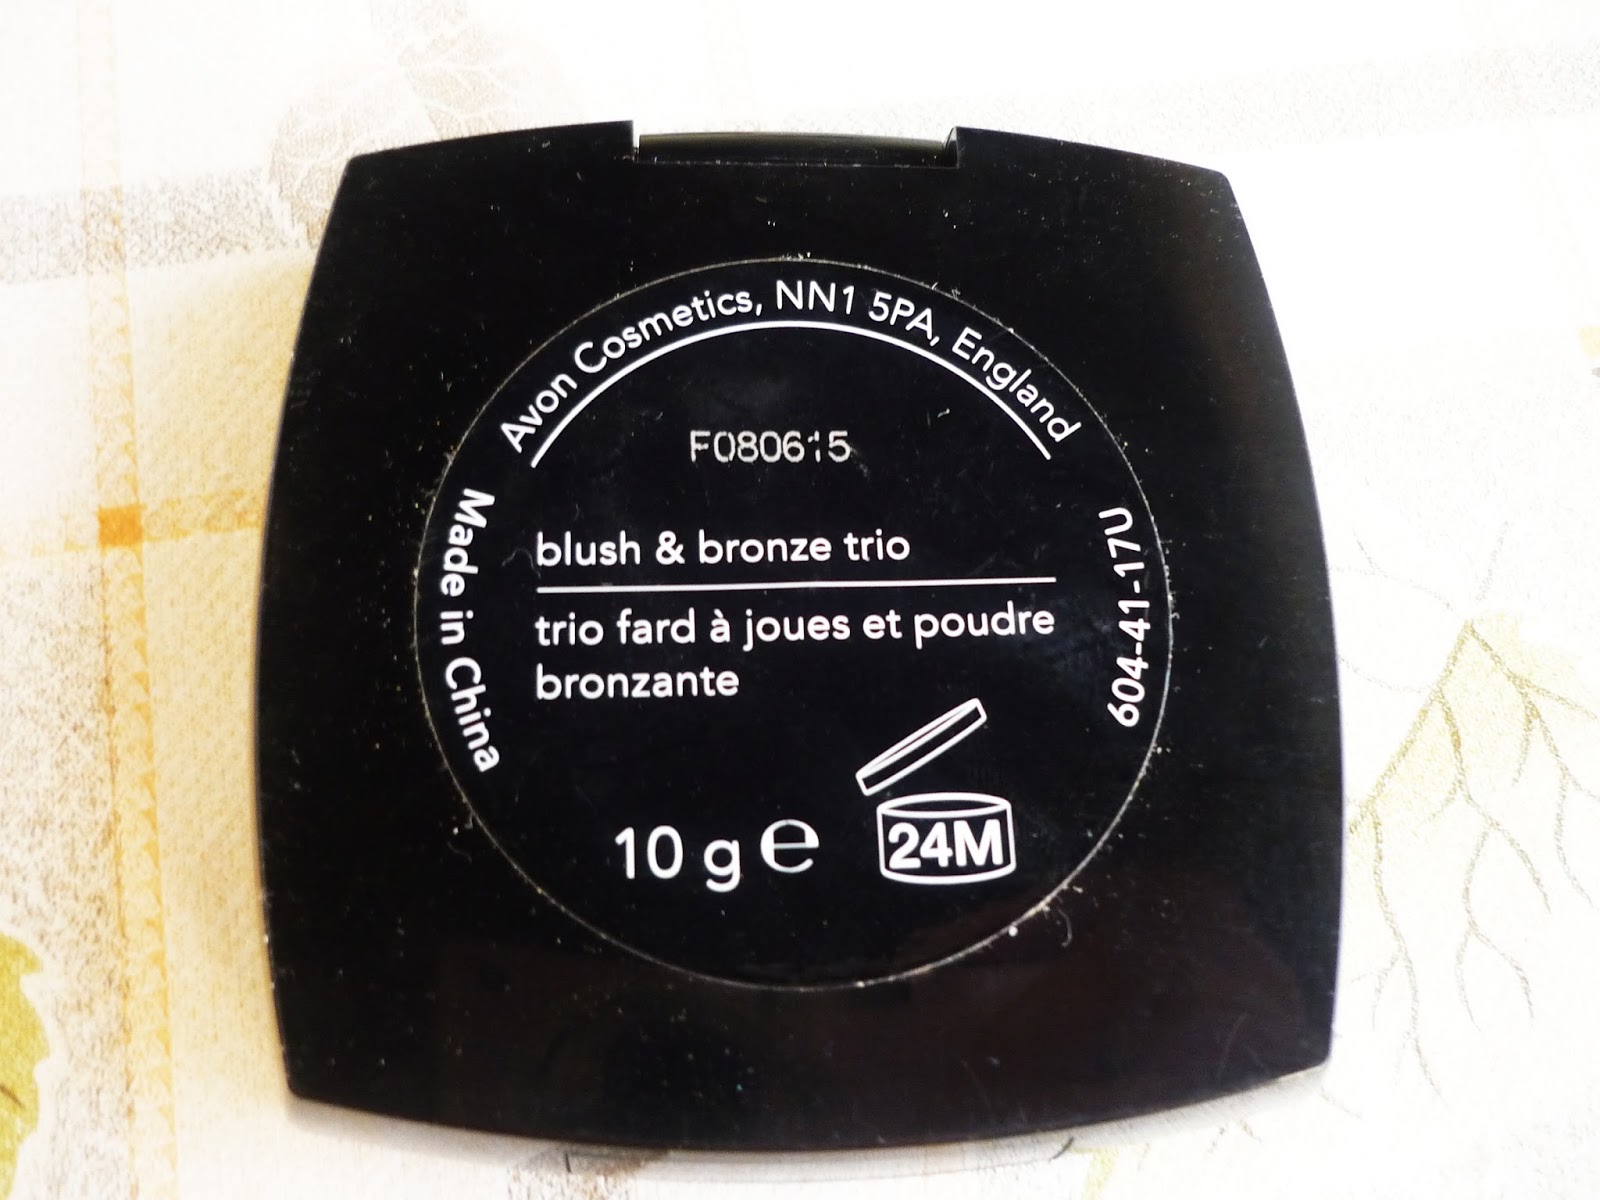 Avon Cosmetics, NN1 5PA, England
F080615
Made in China
blush & bronze trio
trio fard à joues et poudre
bronzante
604-41-17U
10 g ℮
24M